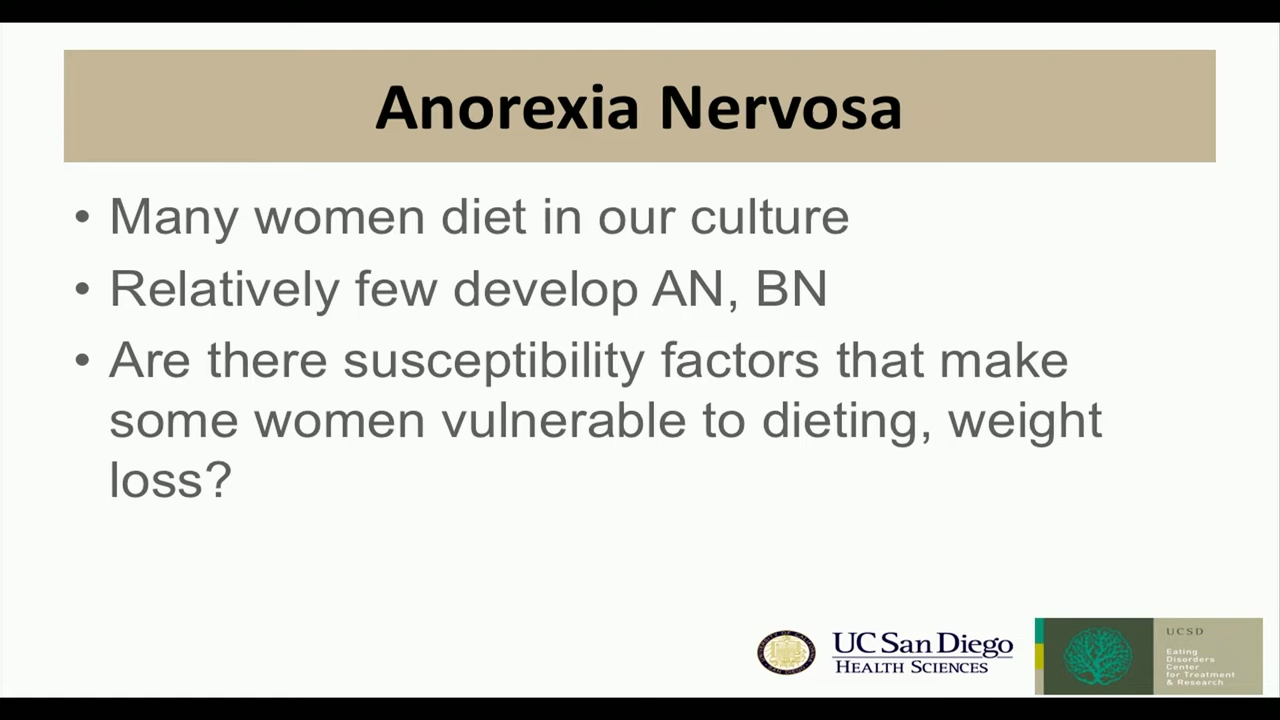 Anorexia Nervosa
• Many women diet in our culture
• Relatively few develop AN, BN
• Are there susceptibility factors that make
some women vulnerable to dieting, weight
loss?
UC San Diego
HEALTH SCIENCES
UCSD
Eating
Disorders
Center
for Treatment
& Research